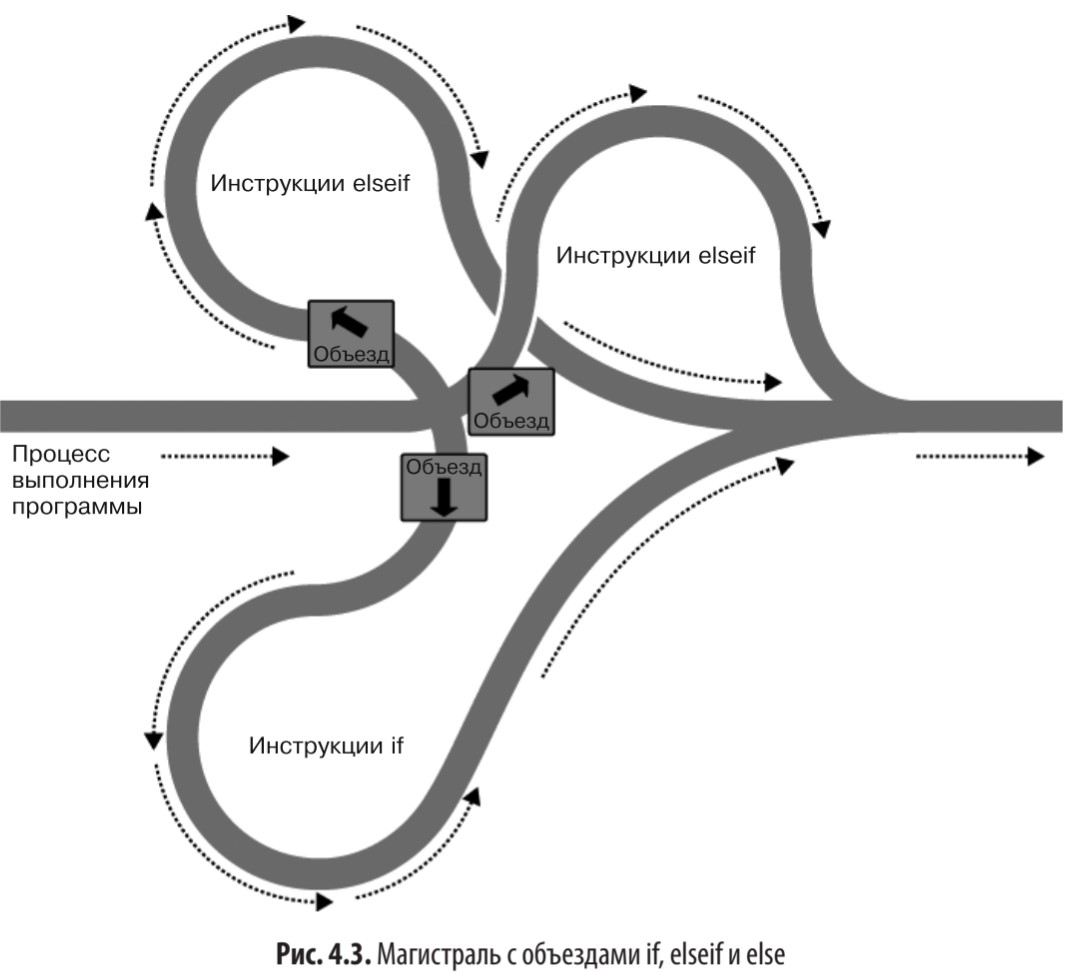 Инструкции elseif
Инструкции elseif
Объезд
Объезд
Процесс
выполнения
программы
Объезд
Инструкции if
Рис. 4.3. Магистраль с объездами if, elseif и else